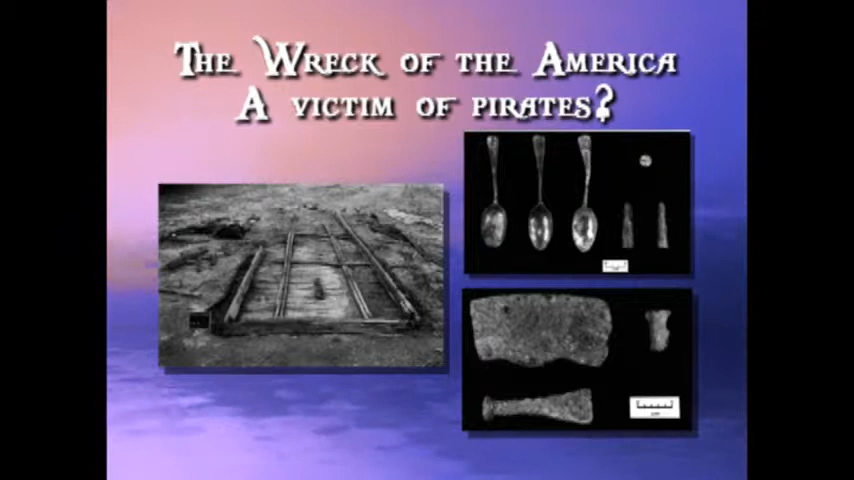 The Wreck of the America
A victim of pirates?